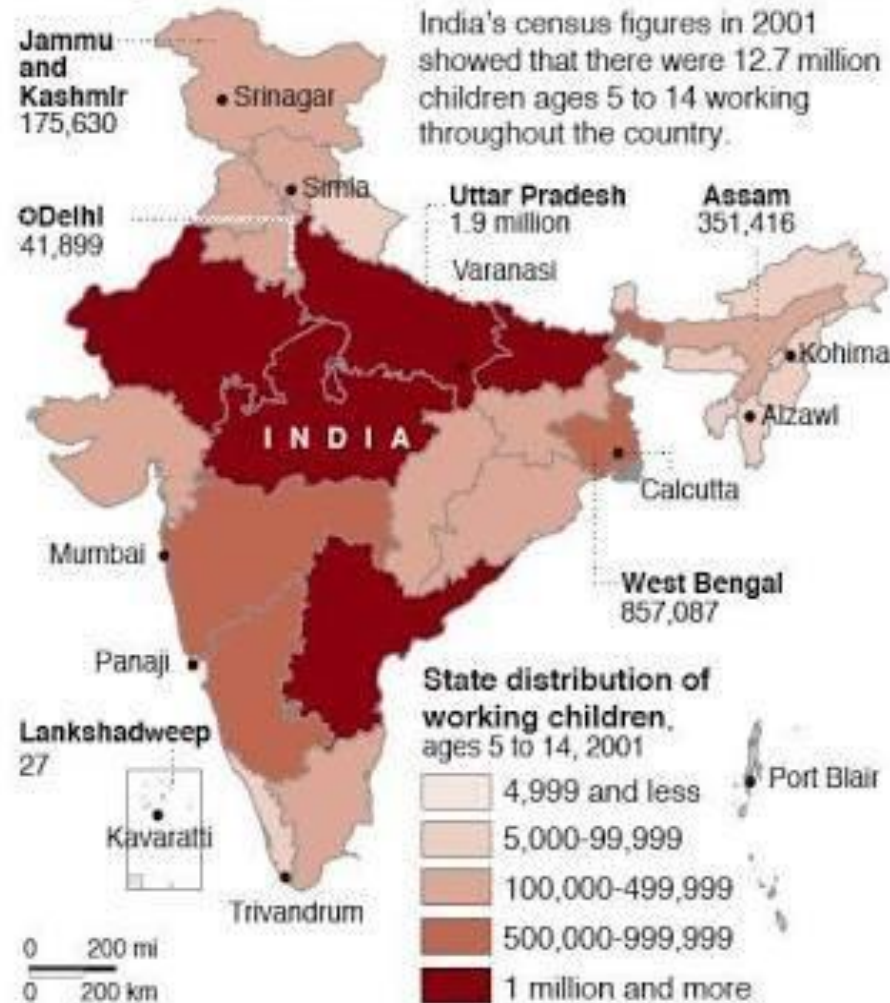 India's census figures in 2001
showed that there were 12.7 million
children ages 5 to 14 working
throughout the country.
Jammu
and
Kashmir
175,630
Srinagar
Simla
ODelhi
41,899
Uttar Pradesh
1.9 million
Varanasi
Assam
351,416
Kohima
Alzawl
INDIA
Calcutta
Mumbai
West Bengal
857,087
Panaji
Lankshadweep
27
Kavaratti
Trivandrum
State distribution of
working children,
ages 5 to 14, 2001
4,999 and less
5,000-99,999
100,000-499,999
500,000-999,999
1 million and more
Port Blair
0 200 mi
0 200 km